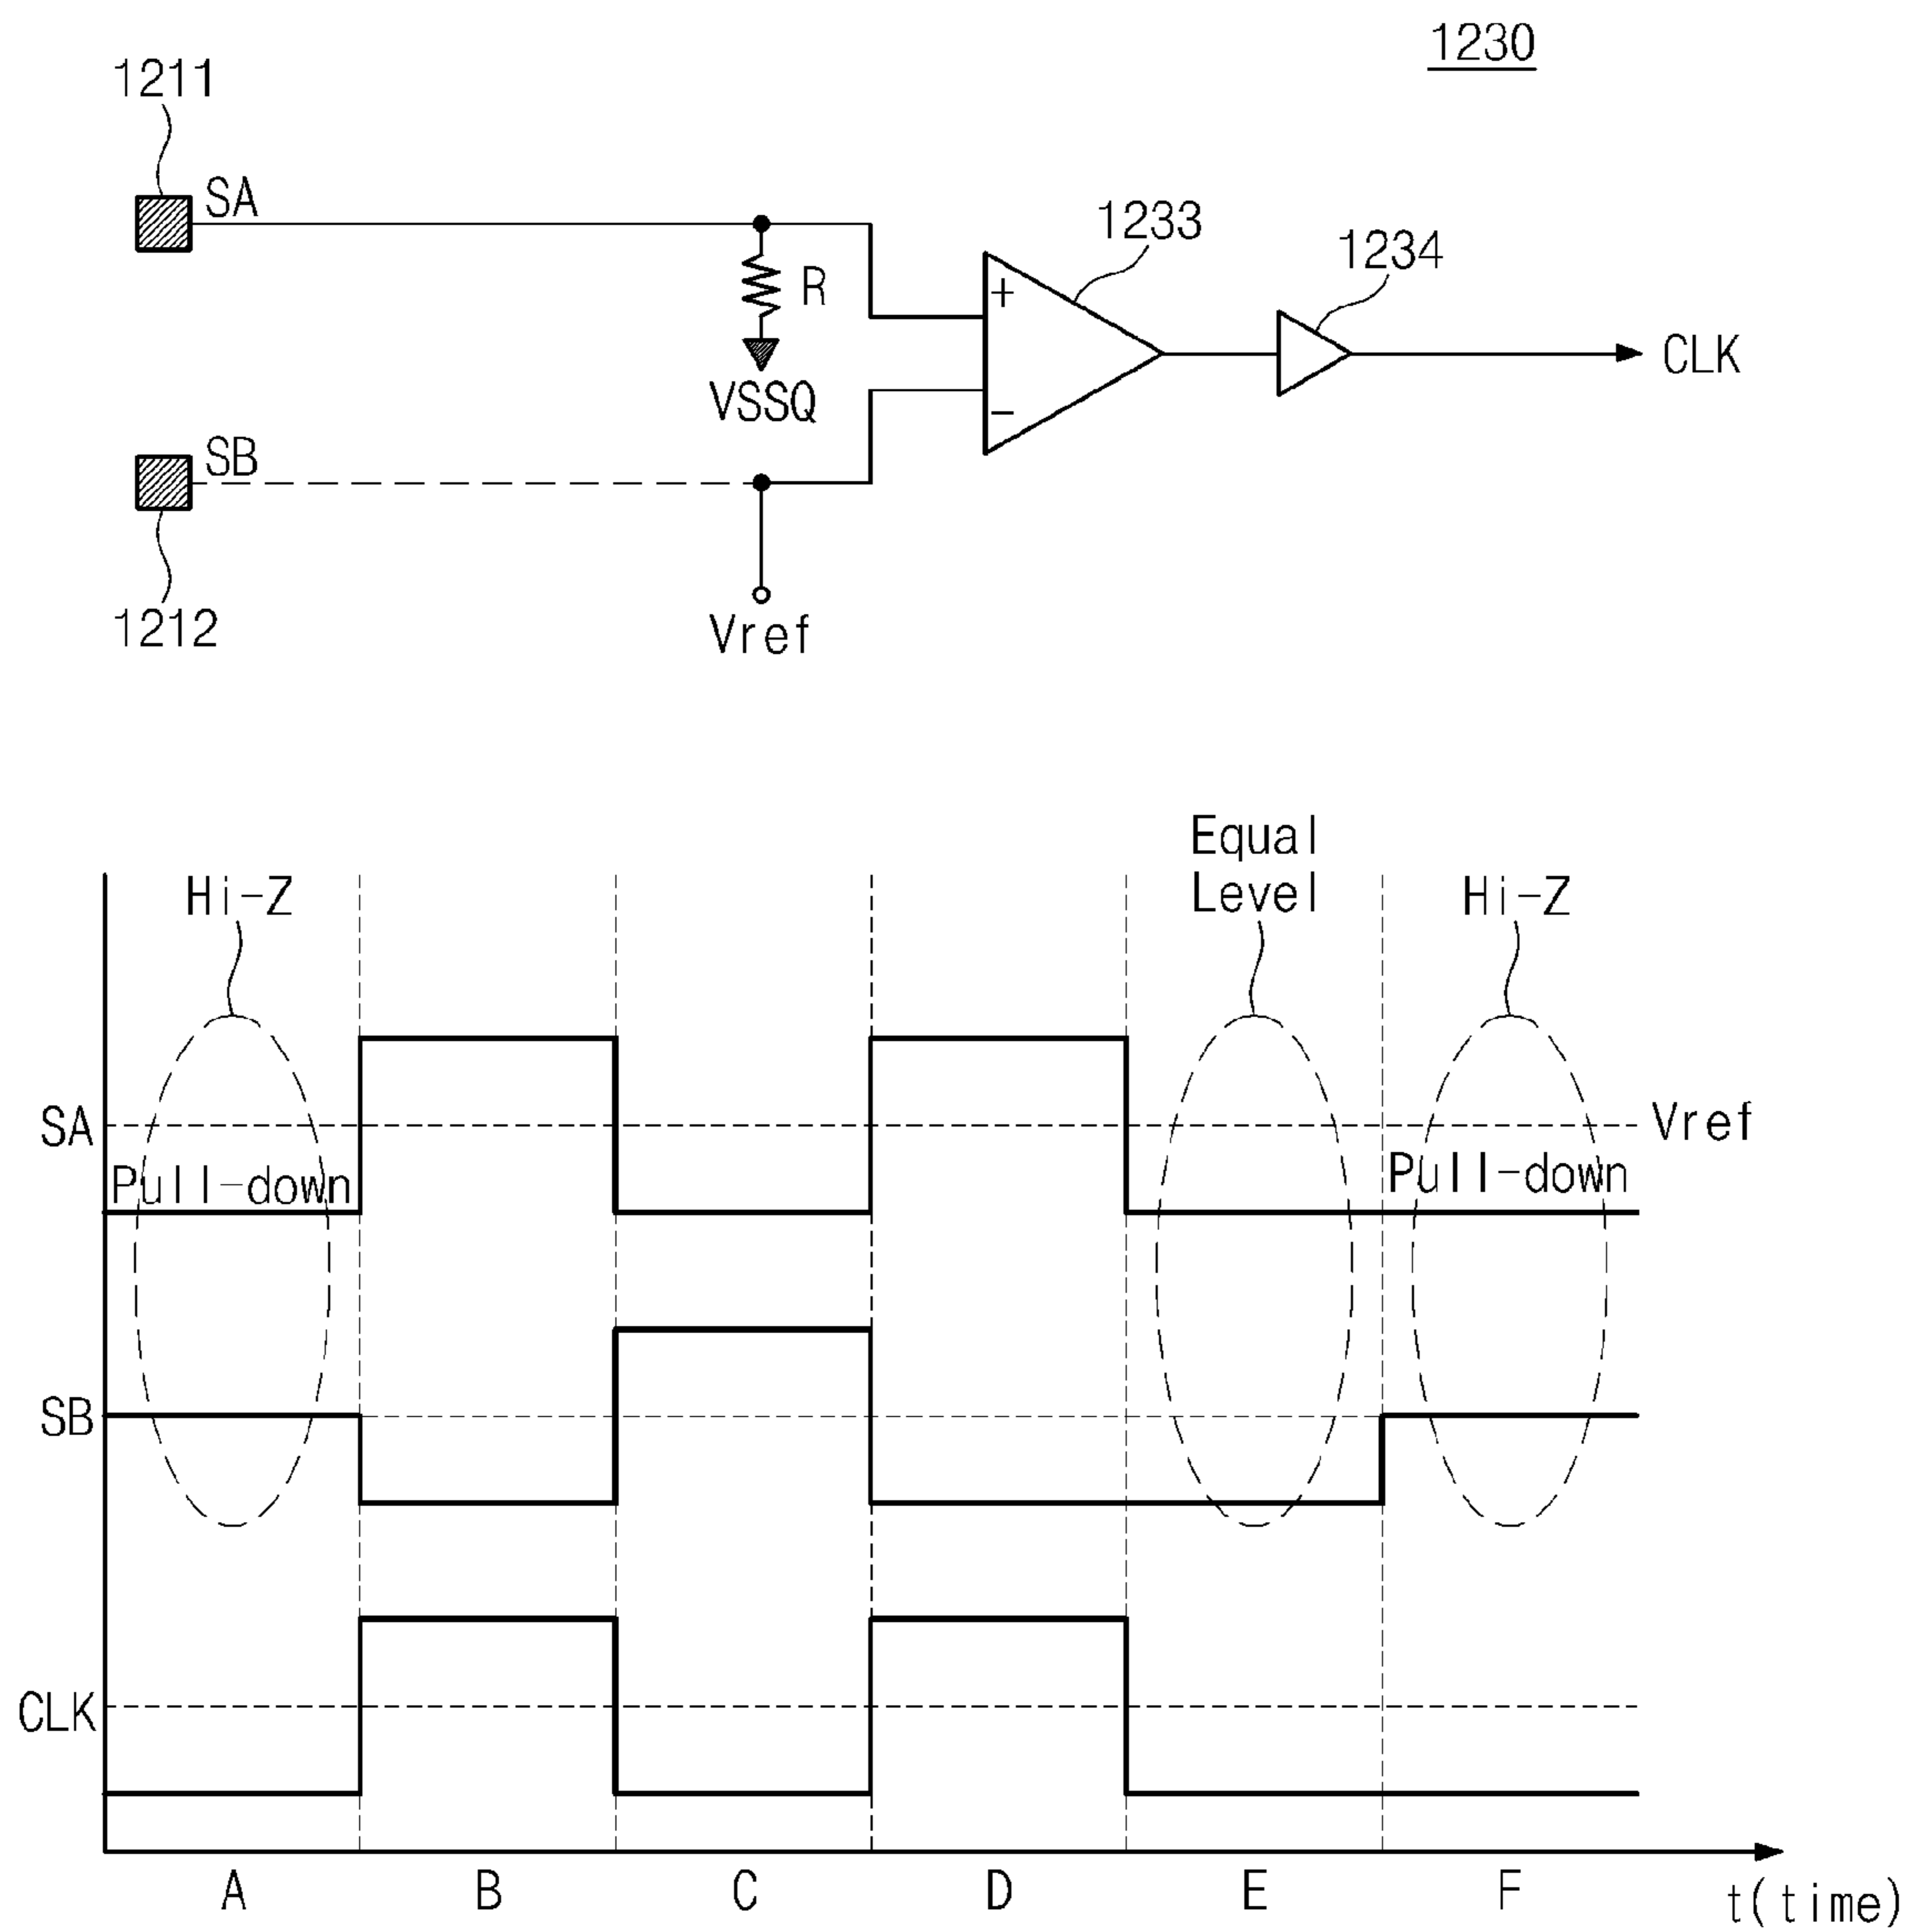 1230
1211
SA
1233
1234
R
CLK
VSSQ
SB
1212
Vref
+
−
Equal
Level
Hi-Z
Hi-Z
SA
Vref
Pull-down
Pull-down
SB
CLK
A B C D E F
t(time)